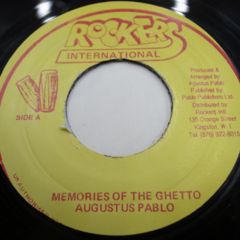 ROCKERS
INTERNATIONAL
SIDE A
Produced &
Arranged by
Augustus Pablo
Published by
Pablo Publications Ltd.
Distributed by
Rockers Intl.
135 Orange Street
Kingston,
MEMORIES OF THE GHETTO
AUGUSTUS PABLO